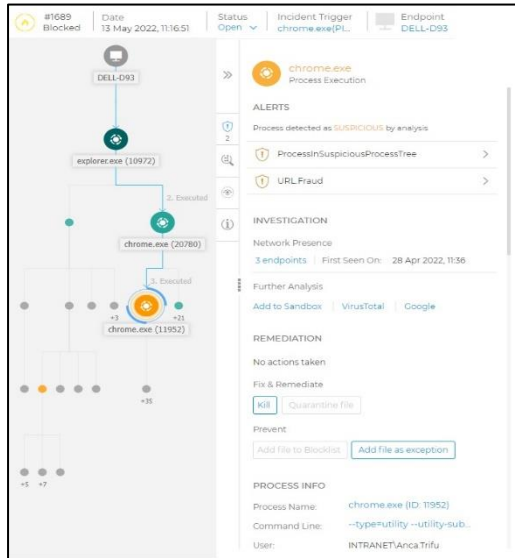 #1689
Blocked
Date
13 May 2022, 11:16:51
Status
Open
Incident Trigger
chrome.exe(PI...
Endpoint
DELL-D93
DELL-D93
explorer.exe (10972)
2. Executed
chrome.exe (20780)
3. Executed
+3
+21
chrome.exe (11952)
+35
+5
+7
2
chrome.exe
Process Execution
ALERTS
Process detected as SUSPICIOUS by analysis
ProcessInSuspiciousProcessTree
URL.Fraud
INVESTIGATION
Network Presence
3 endpoints First Seen On: 28 Apr 2022, 11:36
Further Analysis
Add to Sandbox VirusTotal Google
REMEDIATION
No actions taken
Fix & Remediate
Kill Quarantine file
Prevent
Add file to Blocklist Add file as exception
PROCESS INFO
Process Name: chrome.exe (ID: 11952)
Command Line: --type=utility --utility-sub...
User: INTRANET\Anca.Trifu